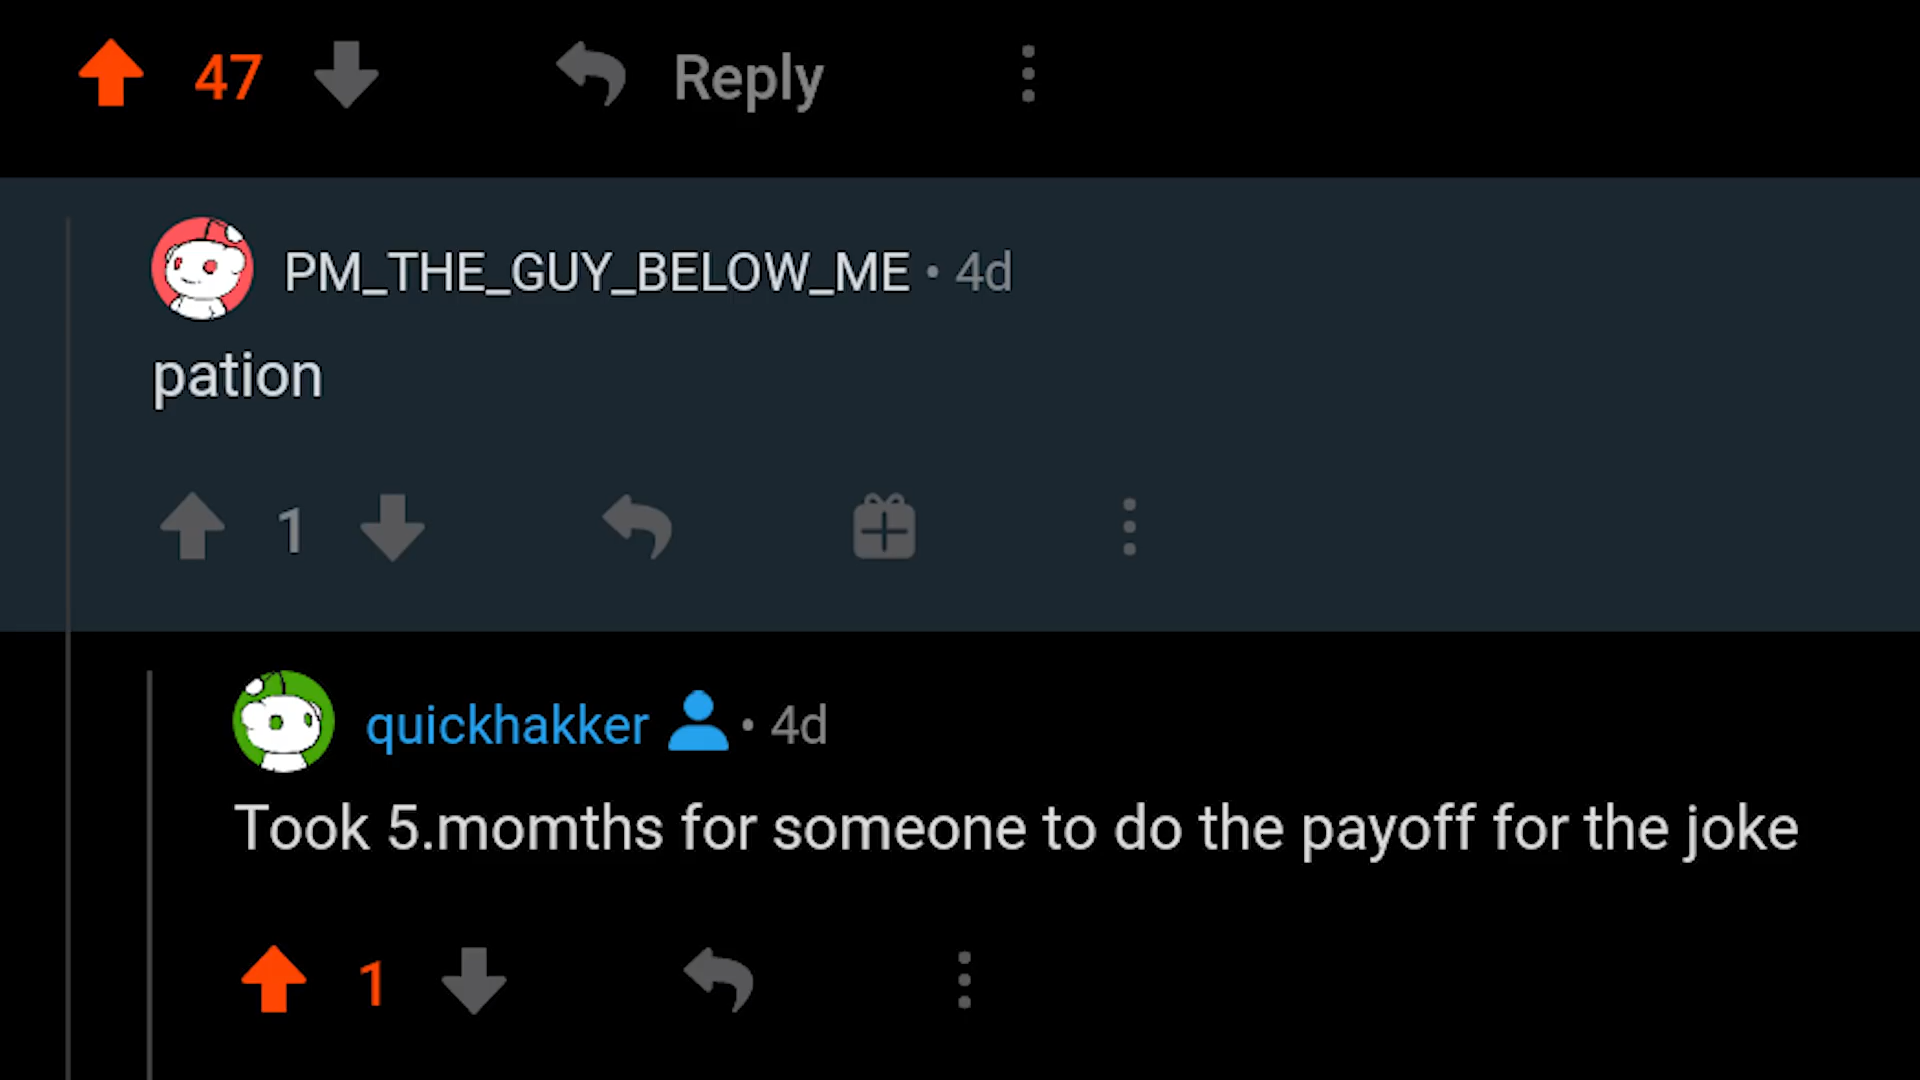 47 Reply
PM_THE_GUY_BELOW_ME • 4d
pation
1
quickhakker • 4d
Took 5.momths for someone to do the payoff for the joke
1